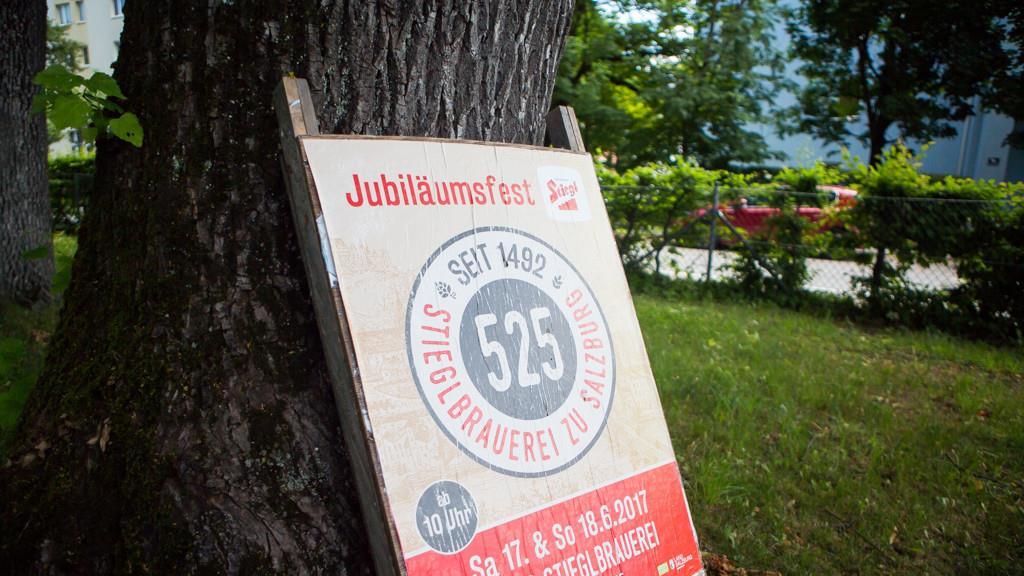 Jubiläumsfest
Stiegl
SEIT 1492
525
STIEGLBRAUEREI ZU SALZBURG
ab
10 Uhr
Sa 17. & So 18.6.2017
STIEGLBRAUEREI